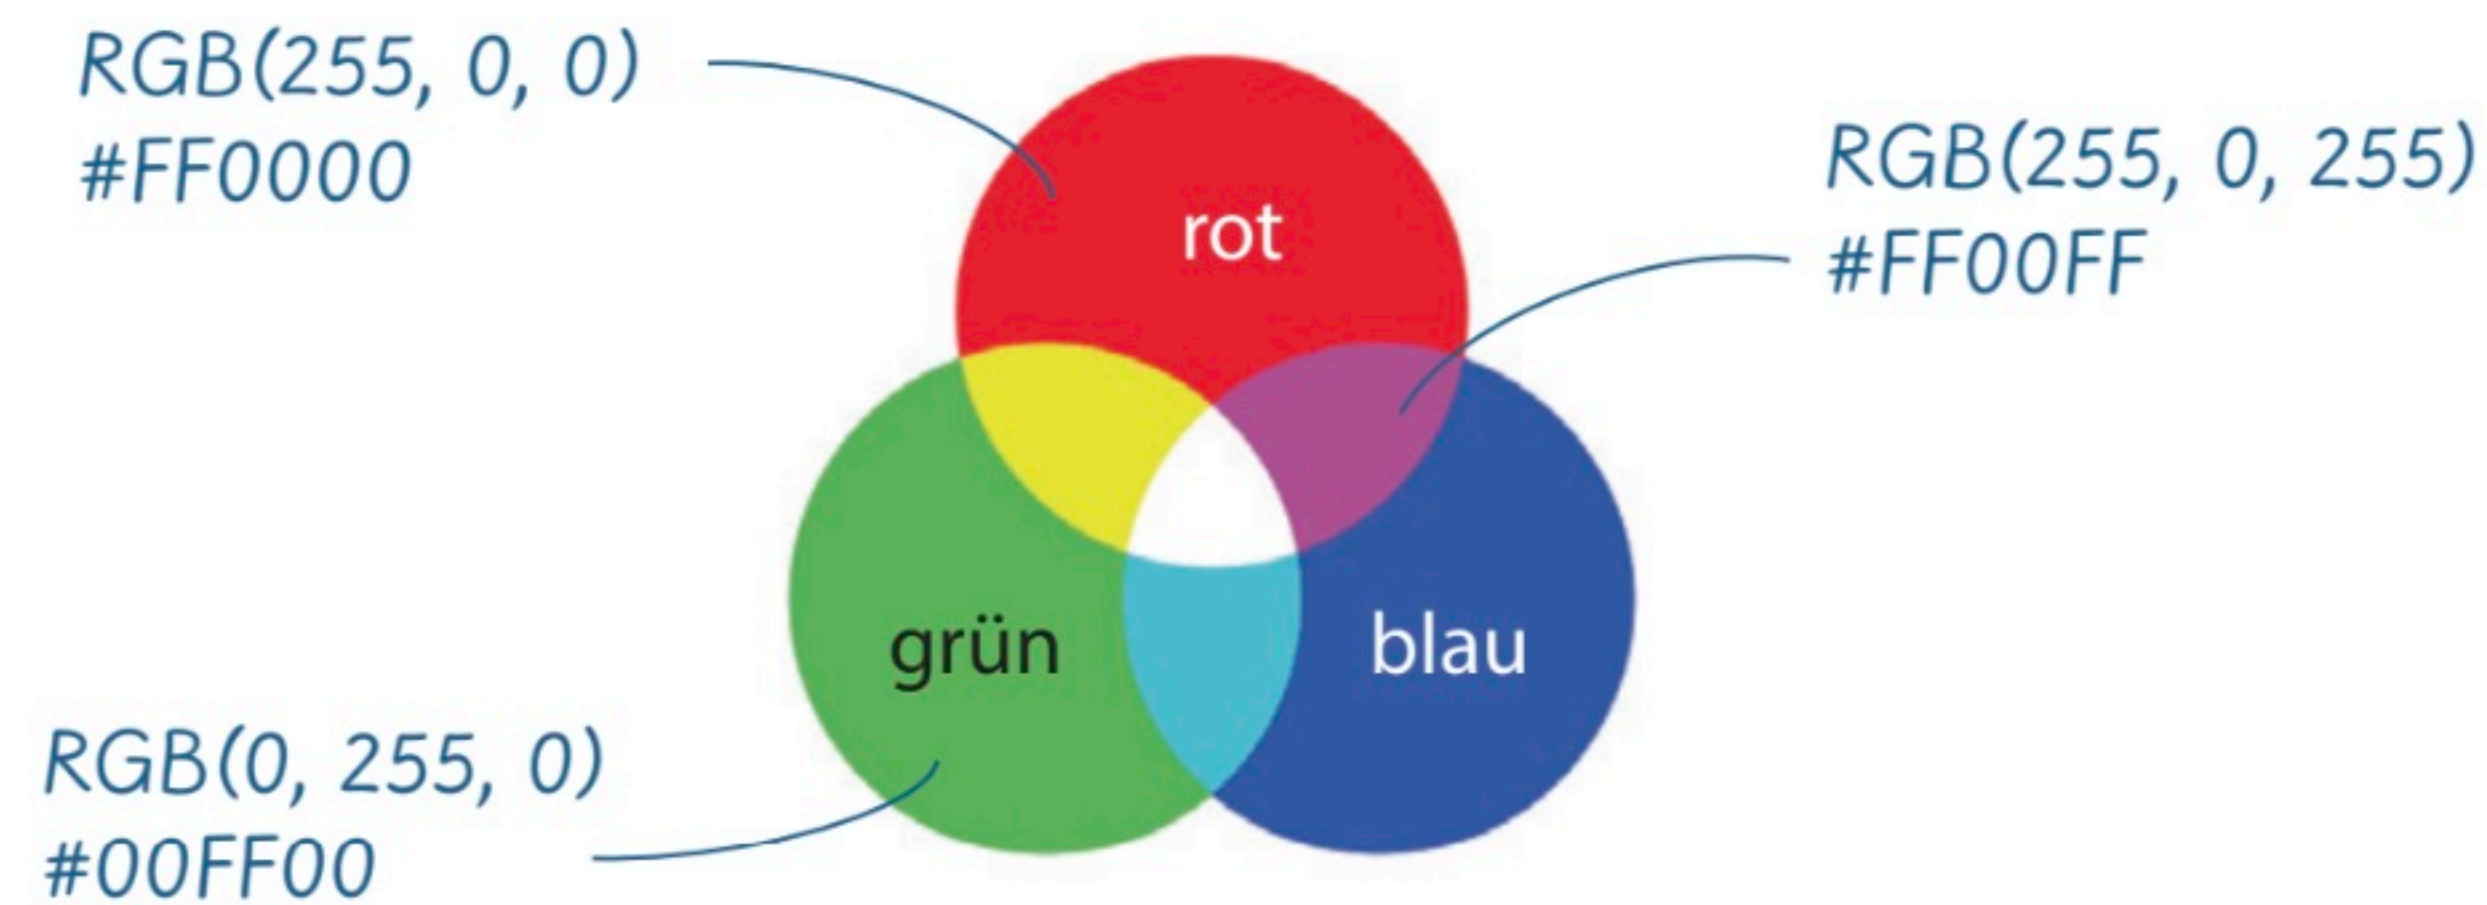 RGB(255, 0, 0)
#FF0000
RGB(255, 0, 255)
#FF00FF
rot
grün
blau
RGB(0, 255, 0)
#00FF00